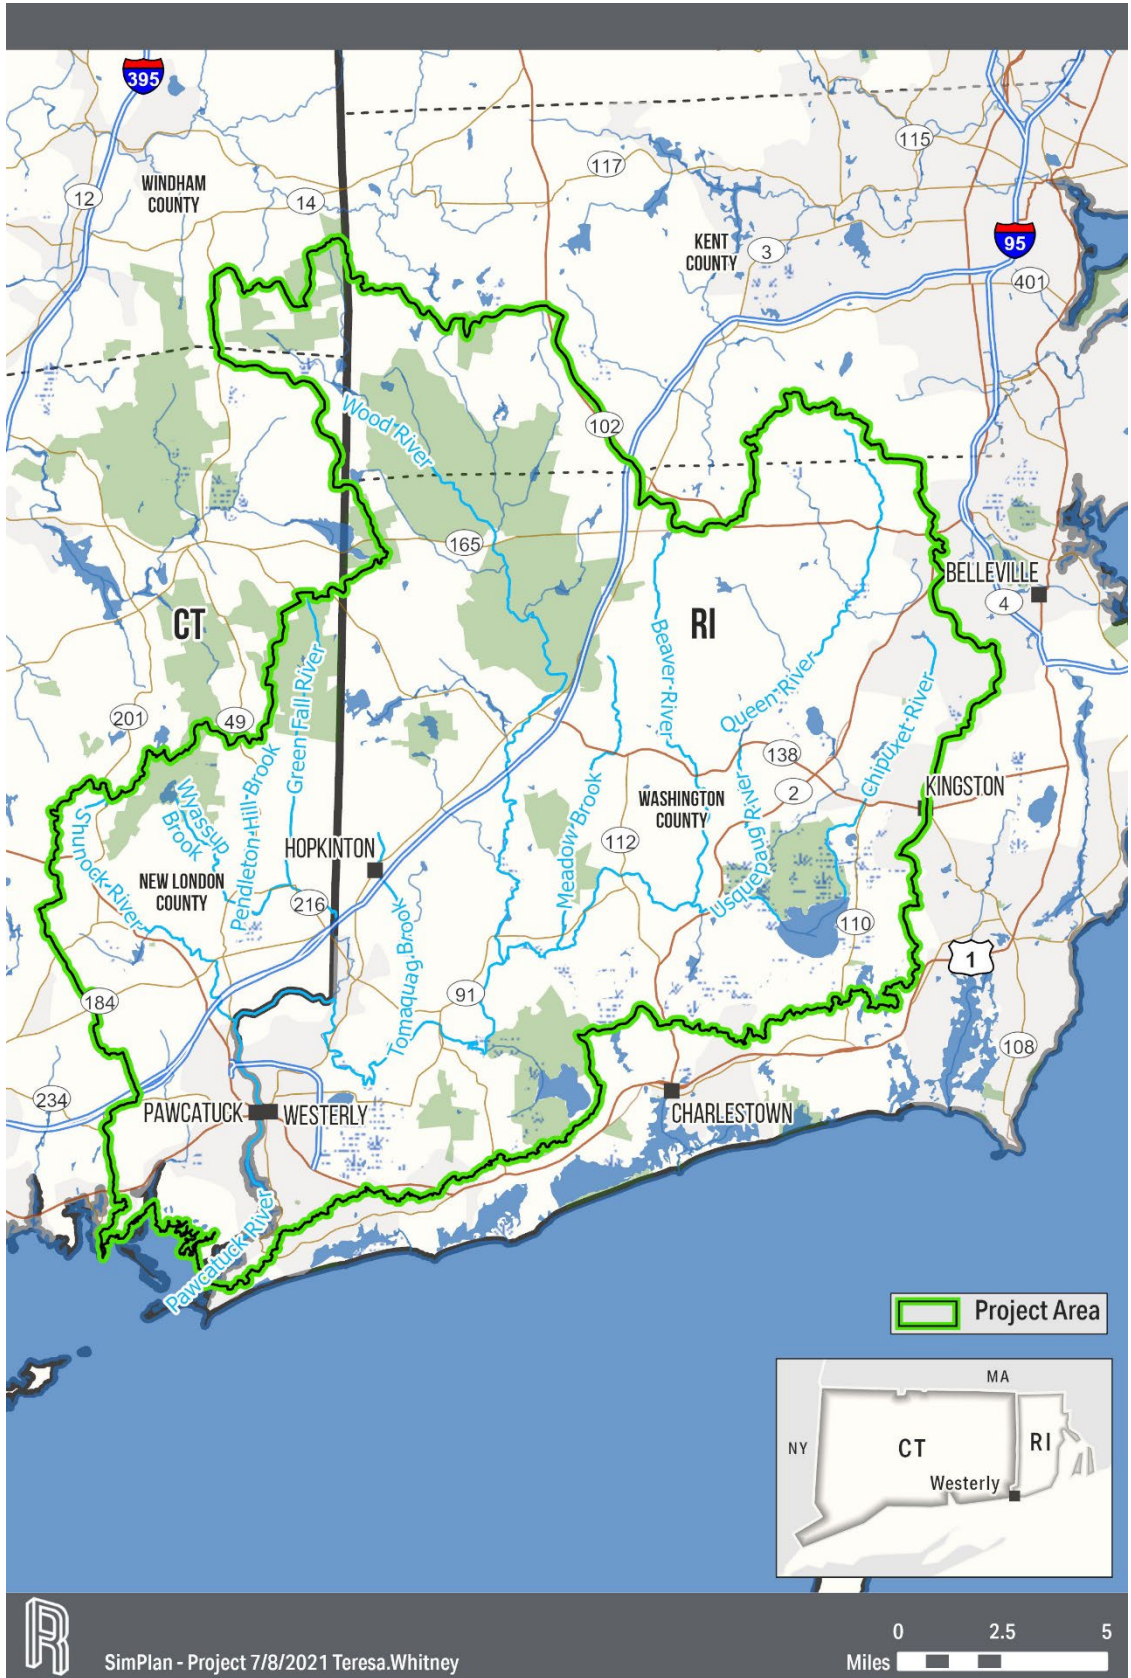 395
12
WINDHAM
COUNTY
14
117
115
KENT
COUNTY
3
95
401
Wood River
102
165
BELLEVILLE
4
CT
RI
Beaver River
Queen River
Green Fall River
201
49
Chipuxet River
138
2
KINGSTON
Wyassup
Brook
Pendleton Hill Brook
Shunock River
Meadow Brook
WASHINGTON
COUNTY
112
Usquepaug River
HOPKINTON
NEW LONDON
COUNTY
216
Tomaquag Brook
110
1
184
91
108
234
PAWCATUCK
WESTERLY
CHARLESTOWN
Pawcatuck River
Project Area
MA
NY
CT
RI
Westerly
R
SimPlan - Project 7/8/2021 Teresa.Whitney
0 2.5 5
Miles